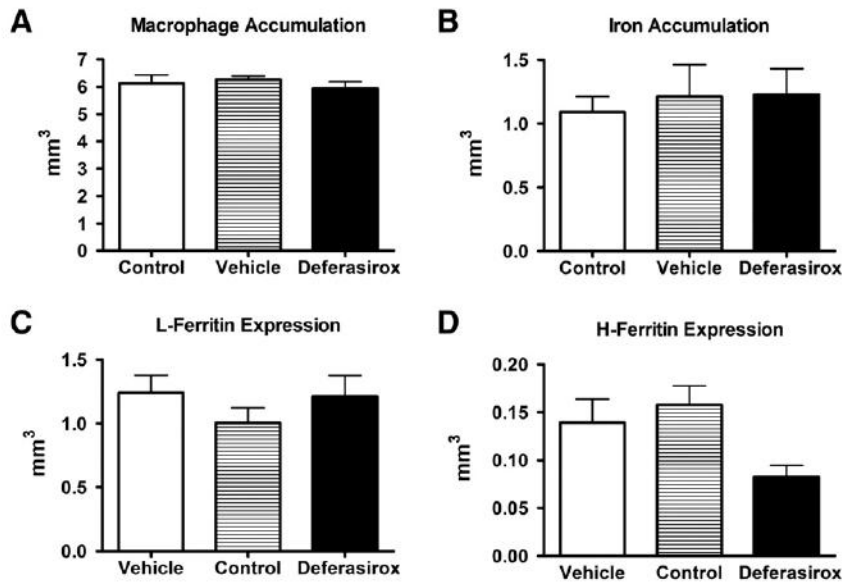 A
Macrophage Accumulation
mm³
7
6
5
4
3
2
1
0
Control Vehicle Deferasirox
B
Iron Accumulation
mm³
1.5
1.0
0.5
0.0
Control Vehicle Deferasirox
C
L-Ferritin Expression
mm³
1.5
1.0
0.5
0.0
Vehicle Control Deferasirox
D
H-Ferritin Expression
mm³
0.20
0.15
0.10
0.05
0.00
Vehicle Control Deferasirox